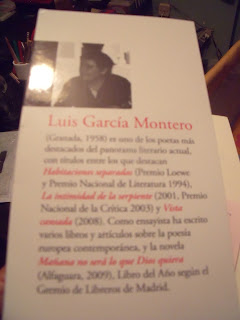 Luis García Montero
(Granada, 1958) es uno de los poetas más
destacados del panorama literario actual,
con títulos entre los que destacan
Habitaciones separadas (Premio Loewe
y Premio Nacional de Literatura 1994),
La intimidad de la serpiente (2001, Premio
Nacional de la Crítica 2003) y Vista
cansada (2008). Como ensayista ha escrito
varios libros y artículos sobre la poesía
europea contemporánea, y la novela
Mañana no será lo que Dios quiera
(Alfaguara, 2009), Libro del Año según el
Gremio de Libreros de Madrid.